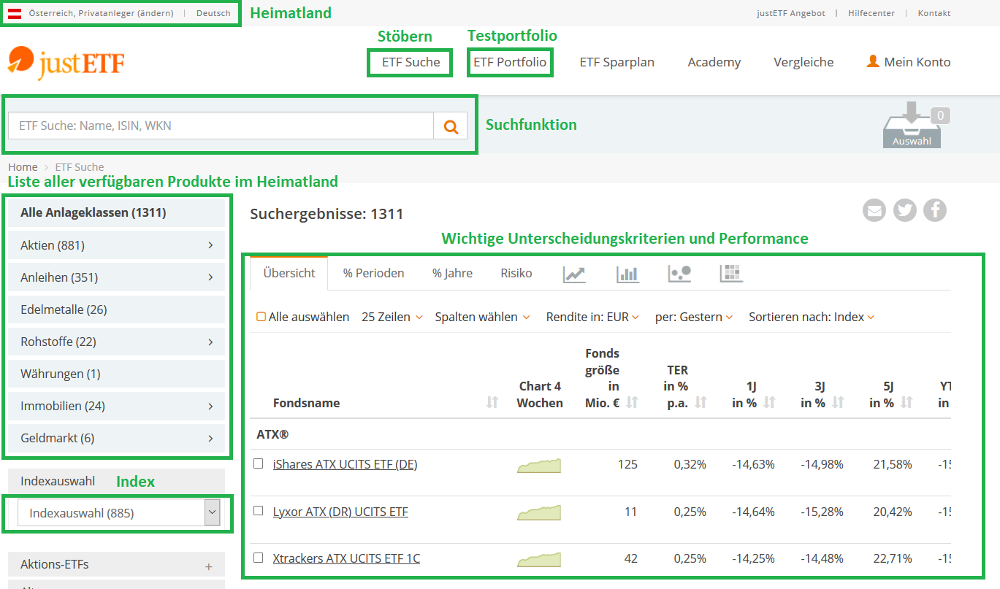 Österreich, Privatanleger (ändern) | Deutsch Heimatland justETF Angebot | Hilfecenter | Kontakt
Stöbern Testportfolio
justETF ETF Suche ETF Portfolio ETF Sparplan Academy Vergleiche Mein Konto
ETF Suche: Name, ISIN, WKN Suchfunktion 0
Auswahl
Home > ETF Suche
Liste aller verfügbaren Produkte im Heimatland
Alle Anlageklassen (1311)
Aktien (881)
Anleihen (351)
Edelmetalle (26)
Rohstoffe (22)
Währungen (1)
Immobilien (24)
Geldmarkt (6)
Indexauswahl Index
Indexauswahl (885)
Aktions-ETFs +
Suchergebnisse: 1311
Wichtige Unterscheidungskriterien und Performance
Übersicht % Perioden % Jahre Risiko
Alle auswählen 25 Zeilen Spalten wählen Rendite in: EUR per: Gestern Sortieren nach: Index
Fonds
größe TER
Chart 4 in in % 1J 3J 5J YT
Fondsname Wochen Mio. € p.a. in % in % in % in
ATX®
iShares ATX UCITS ETF (DE) 125 0,32% -14,63% -14,98% 21,58% -15
Lyxor ATX (DR) UCITS ETF 11 0,25% -14,64% -15,28% 20,42% -15
Xtrackers ATX UCITS ETF 1C 42 0,25% -14,25% -14,48% 22,71% -15